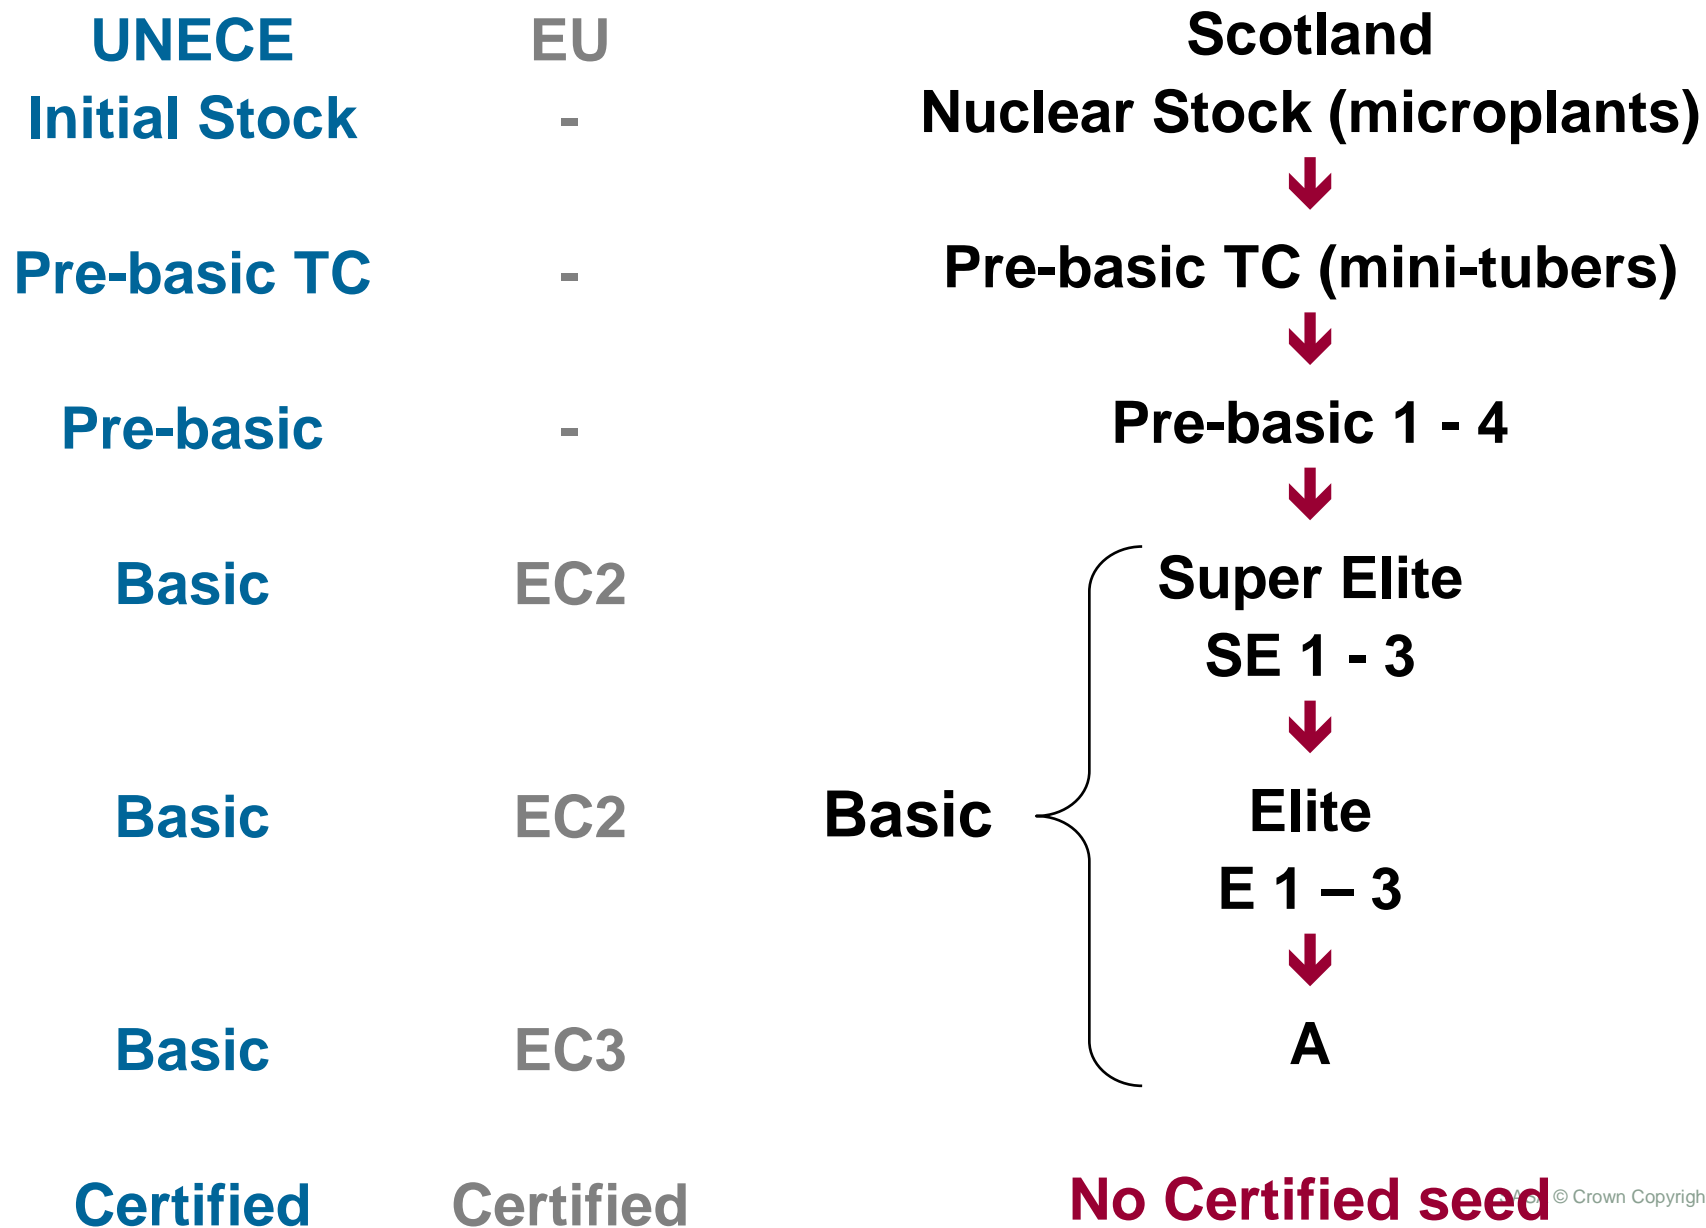 UNECE EU Scotland
Initial Stock - Nuclear Stock (microplants)
Pre-basic TC - Pre-basic TC (mini-tubers)
Pre-basic - Pre-basic 1 - 4
Basic EC2 Super Elite
SE 1 - 3
Basic EC2 Basic Elite
E 1 – 3
Basic EC3 A
Certified Certified No Certified seed
© Crown Copyrigh